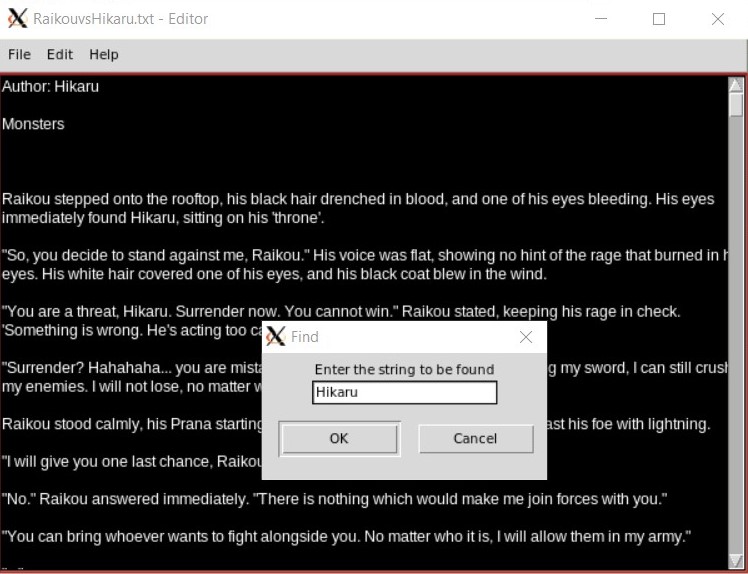 RaikouvsHikaru.txt - Editor
File Edit Help
Author: Hikaru
Monsters
Raikou stepped onto the rooftop, his black hair drenched in blood, and one of his eyes bleeding. His eyes
immediately found Hikaru, sitting on his 'throne'.
"So, you decide to stand against me, Raikou." His voice was flat, showing no hint of the rage that burned in
eyes. His white hair covered one of his eyes, and his black coat blew in the wind.
"You are a threat, Hikaru. Surrender now. You cannot win." Raikou stated, keeping his rage in check.
'Something is wrong. He's acting too
"Surrender? Hahahaha... you are my sword, I can still crush
my enemies. I will not lose, no matter
Raikou stood calmly, his Prana starting his foe with lightning.
"I will give you one last chance, Raikou
"No." Raikou answered immediately. "There is nothing which would make me join forces with you."
"You can bring whoever wants to fight alongside you. No matter who it is, I will allow them in my army."
Find
Enter the string to be found
Hikaru
OK Cancel